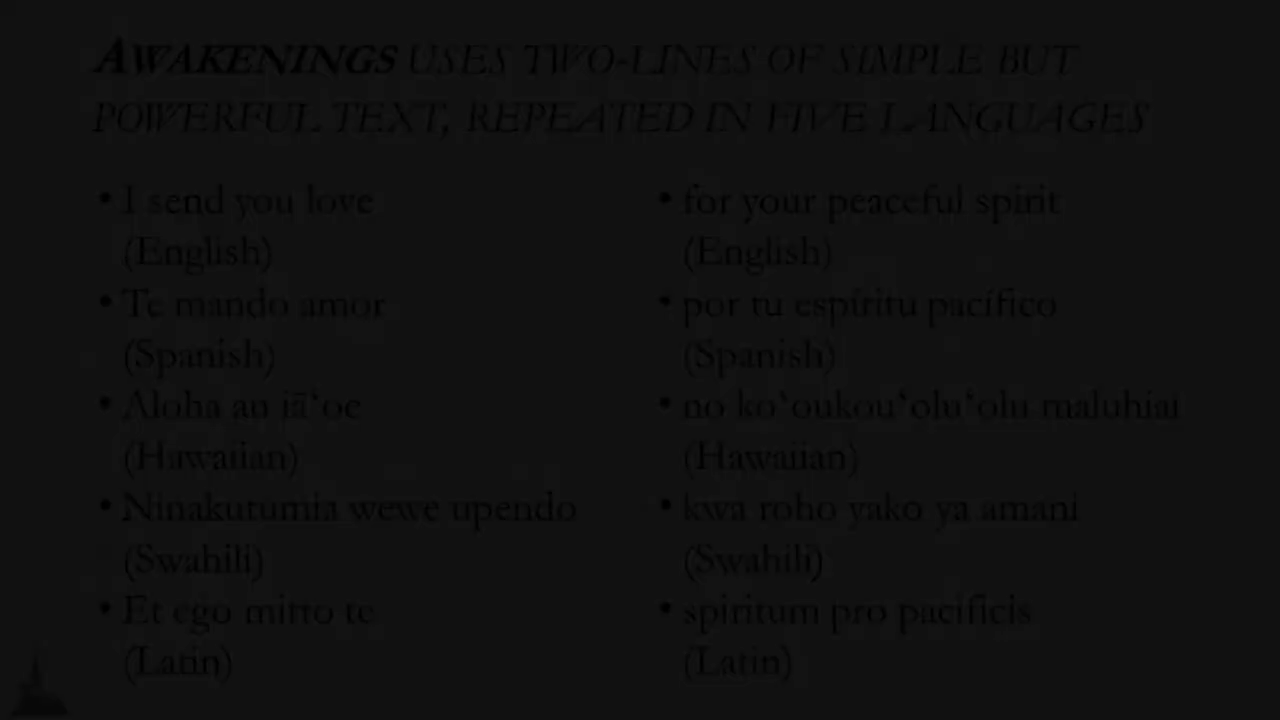 AWAKENINGS USES TWO-LINES OF SIMPLE BUT
POWERFUL TEXT, REPEATED IN FIVE LANGUAGES
• I send you love
(English)
• Te mando amor
(Spanish)
• Aloha au iā‘oe
(Hawaiian)
• Ninakutumia wewe upendo
(Swahili)
• Et ego mitto te
(Latin)
• for your peaceful spirit
(English)
• por tu espíritu pacífico
(Spanish)
• no ko‘oukou‘olu‘olu maluhiai
(Hawaiian)
• kwa roho yako ya amani
(Swahili)
• spiritum pro pacificis
(Latin)